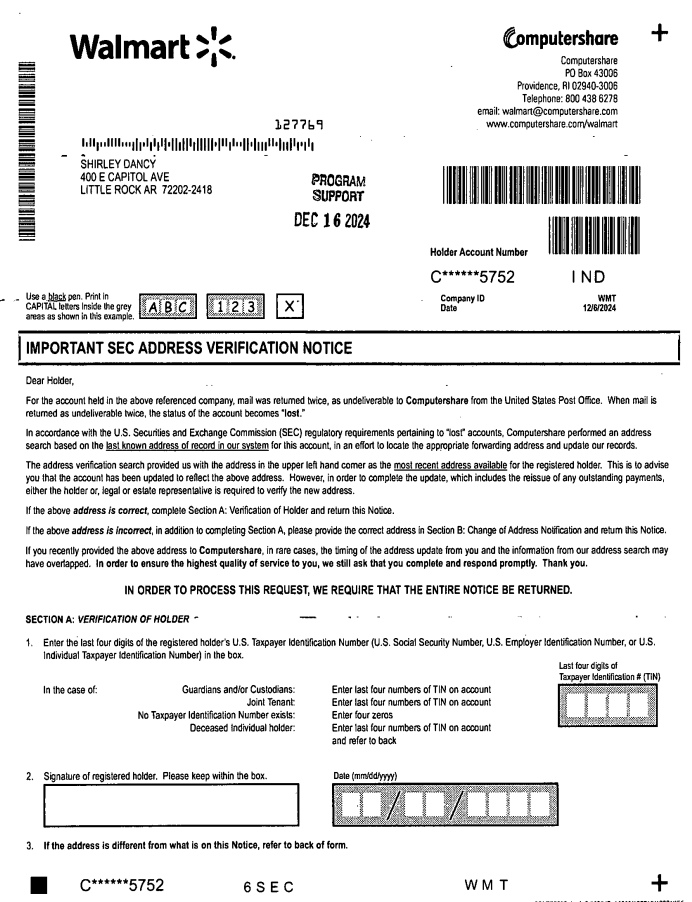 Walmart
Computershare
Computershare
PO Box 43006
Providence, RI 02940-3006
Telephone: 800 438 6278
email: walmart@computershare.com
www.computershare.com/walmart
127769
SHIRLEY DANCY
400 E CAPITOL AVE
LITTLE ROCK AR 72202-2418
PROGRAM
SUPPORT
DEC 16 2024
Holder Account Number
C******5752 IND
Company ID WMT
Date 12/6/2024
Use a black pen. Print in
CAPITAL letters inside the grey
areas as shown in this example.
ABC 123 X
IMPORTANT SEC ADDRESS VERIFICATION NOTICE
Dear Holder,
For the account held in the above referenced company, mail was returned twice, as undeliverable to Computershare from the United States Post Office. When mail is
returned as undeliverable twice, the status of the account becomes "lost."
In accordance with the U.S. Securities and Exchange Commission (SEC) regulatory requirements pertaining to "lost" accounts, Computershare performed an address
search based on the last known address of record in our system for this account, in an effort to locate the appropriate forwarding address and update our records.
The address verification search provided us with the address in the upper left hand corner as the most recent address available for the registered holder. This is to advise
you that the account has been updated to reflect the above address. However, in order to complete the update, which includes the reissue of any outstanding payments,
either the holder or, legal or estate representative is required to verify the new address.
If the above address is correct, complete Section A: Verification of Holder and return this Notice.
If the above address is incorrect, in addition to completing Section A, please provide the correct address in Section B: Change of Address Notification and return this Notice.
If you recently provided the above address to Computershare, in rare cases, the timing of the address update from you and the information from our address search may
have overlapped. In order to ensure the highest quality of service to you, we still ask that you complete and respond promptly. Thank you.
IN ORDER TO PROCESS THIS REQUEST, WE REQUIRE THAT THE ENTIRE NOTICE BE RETURNED.
SECTION A: VERIFICATION OF HOLDER
1. Enter the last four digits of the registered holder's U.S. Taxpayer Identification Number (U.S. Social Security Number, U.S. Employer Identification Number, or U.S.
Individual Taxpayer Identification Number) in the box.
Last four digits of
Taxpayer Identification # (TIN)
In the case of: Guardians and/or Custodians: Enter last four numbers of TIN on account
Joint Tenant: Enter last four numbers of TIN on account
No Taxpayer Identification Number exists: Enter four zeros
Deceased Individual holder: Enter last four numbers of TIN on account
and refer to back
2. Signature of registered holder. Please keep within the box. Date (mm/dd/yyyy)
/ /
3. If the address is different from what is on this Notice, refer to back of form.
C******5752 6SEC WMT